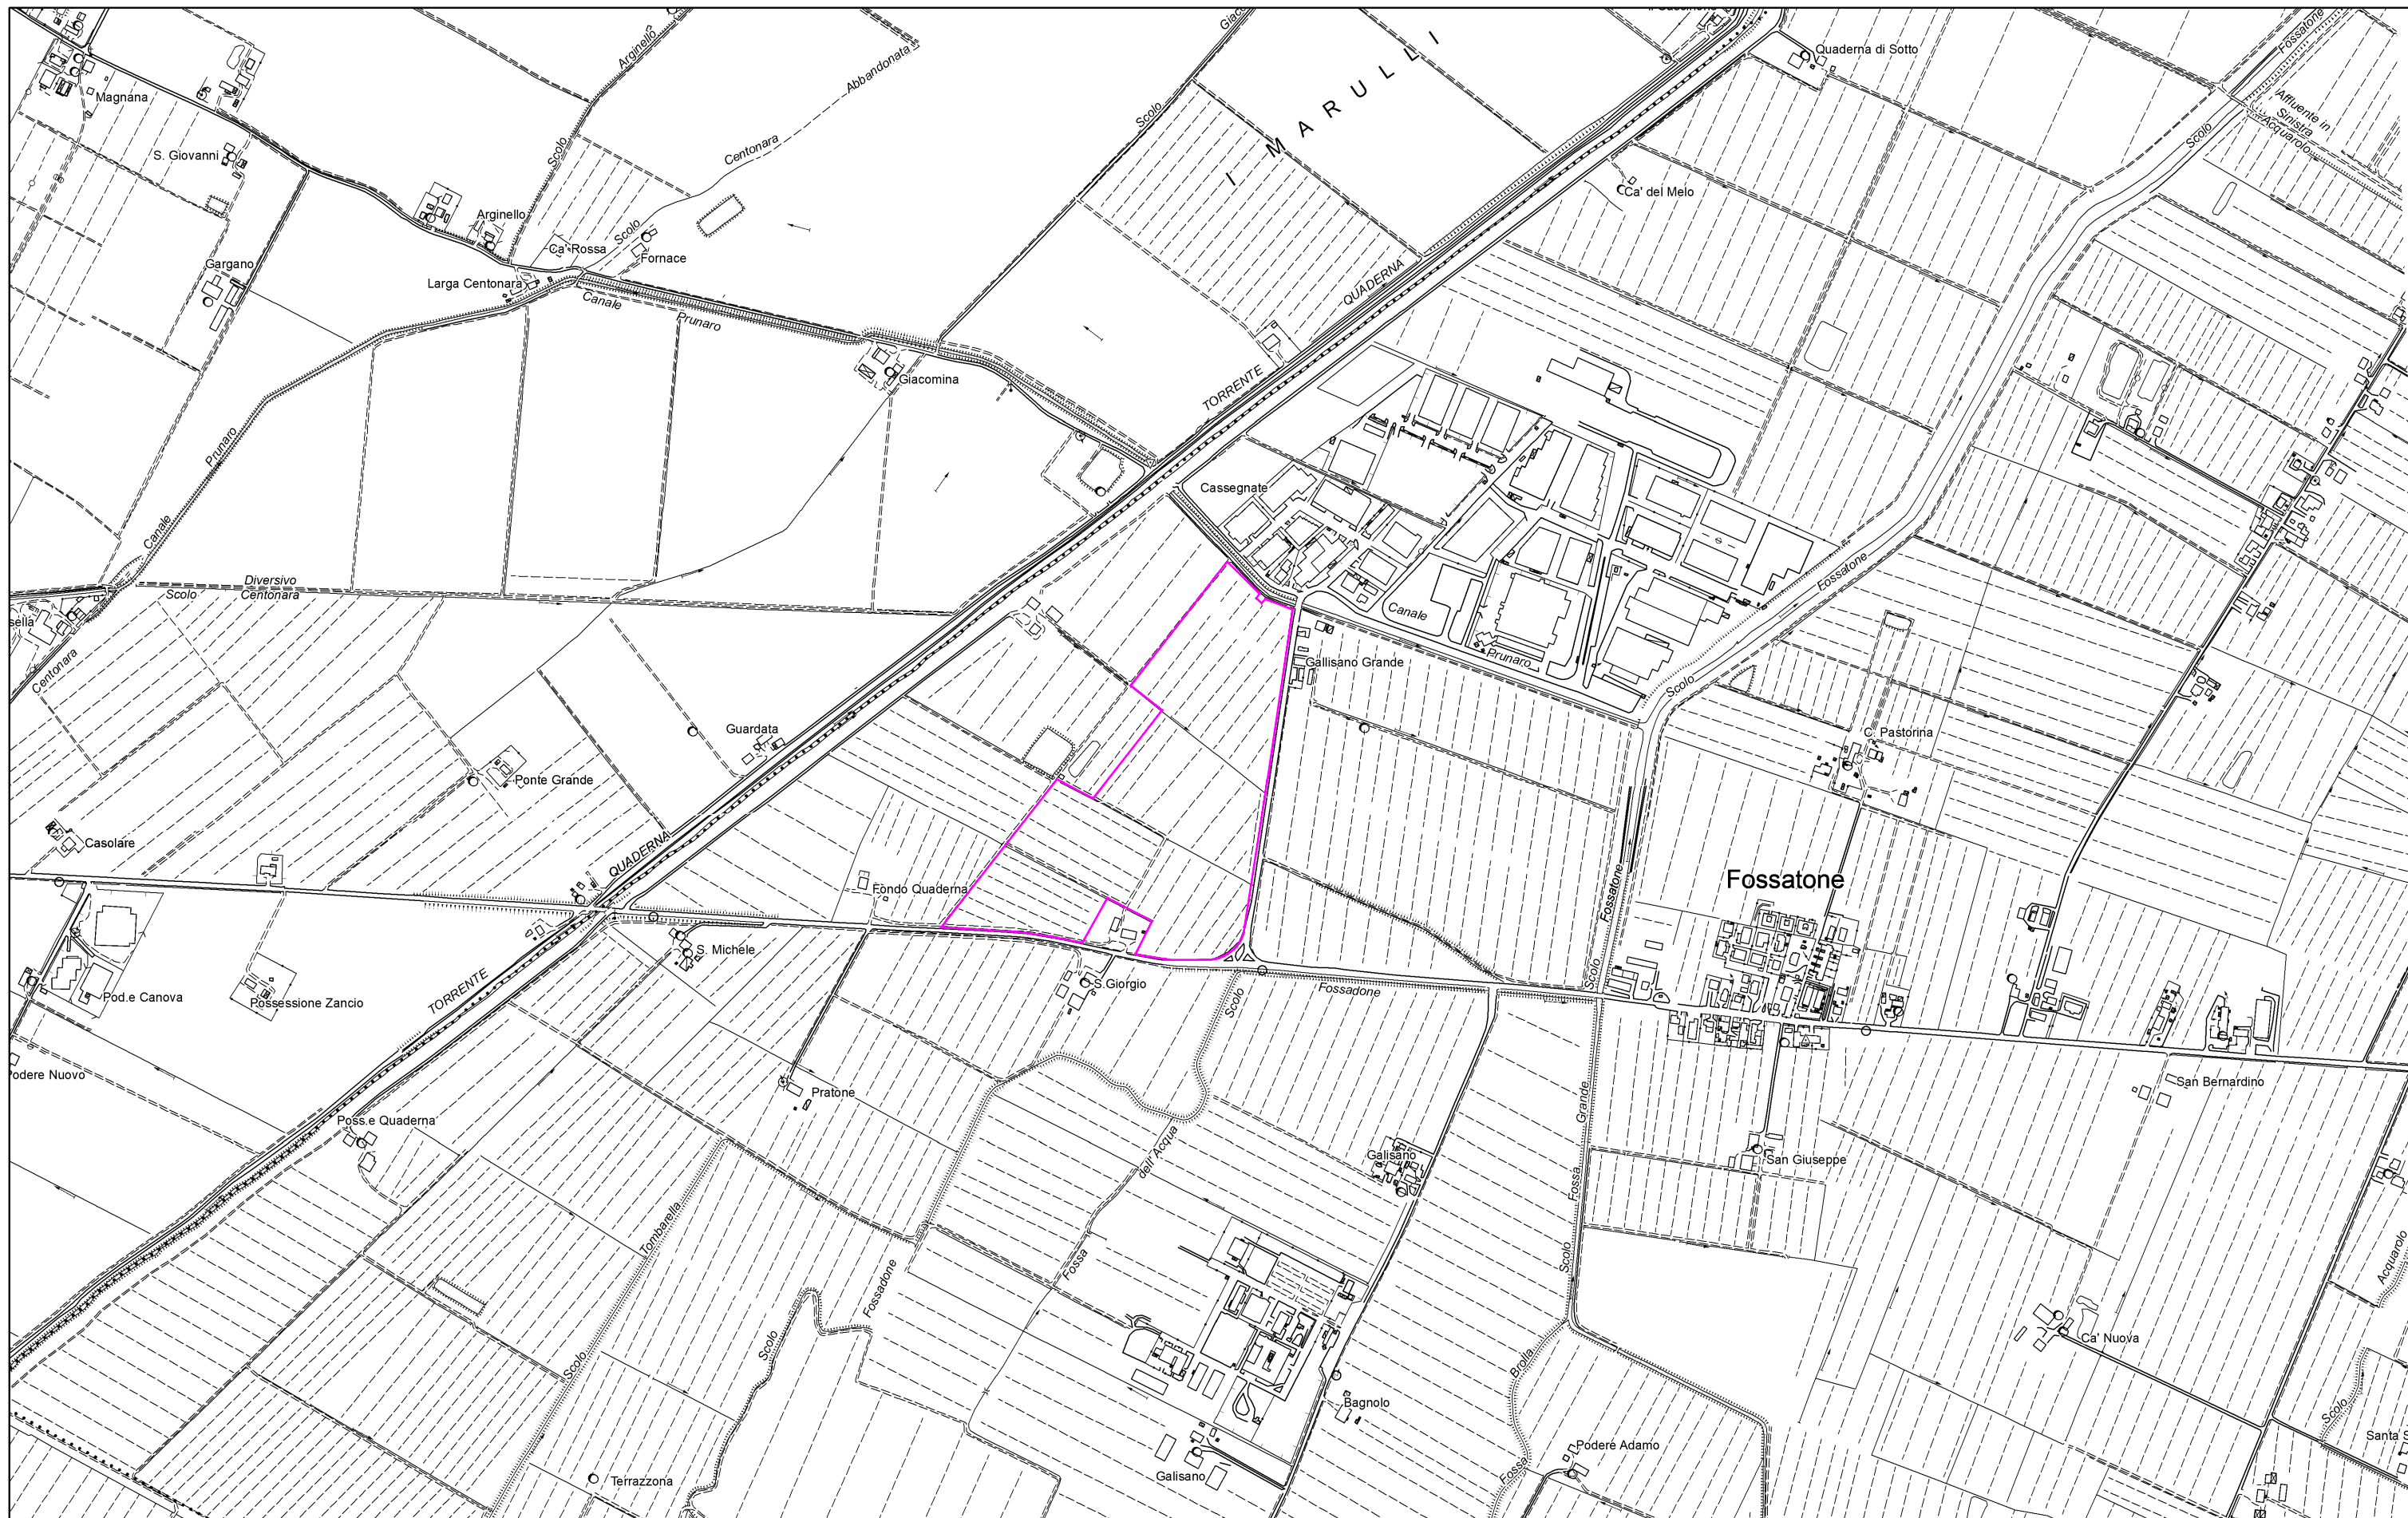 Quaderna di Sotto
Fossatone
Arginello
Abbandonata
I MARULLI
Magnana
Scolo
Affluente in
Sinistra
Acquarolo
Scolo
S. Giovanni
Scolo
Centonara
Ca' del Melo
Arginello
Scolo
Ca' Rossa
Fornace
Gargano
Larga Centonara
Canale
Prunaro
QUADERNA
TORRENTE
Giacomina
Prunaro
Cassegnate
Canale
Fossatone
Diversivo
Scolo
Centonara
Canale
Prunaro
Gallisano Grande
Scolo
Centonara
Guardata
C. Pastorina
Ponte Grande
Casolare
QUADERNA
Fondo Quaderna
Fossatone
Fossatone
S. Michele
TORRENTE
Pod.e Canova
Possessione Zancio
S.Giorgio
Scolo
Fossadone
Scolo
Podere Nuovo
Pratone
San Bernardino
Poss.e Quaderna
Grande
dell' Acqua
Galisano
San Giuseppe
Fossa
Tombarella
Fossa
Scolo
Acquarolo
Fossadone
Scolo
Scolo
Brolla
Ca' Nuova
Bagnolo
Scolo
Podere Adamo
Santa S
Fossa
Galisano
Terrazzona